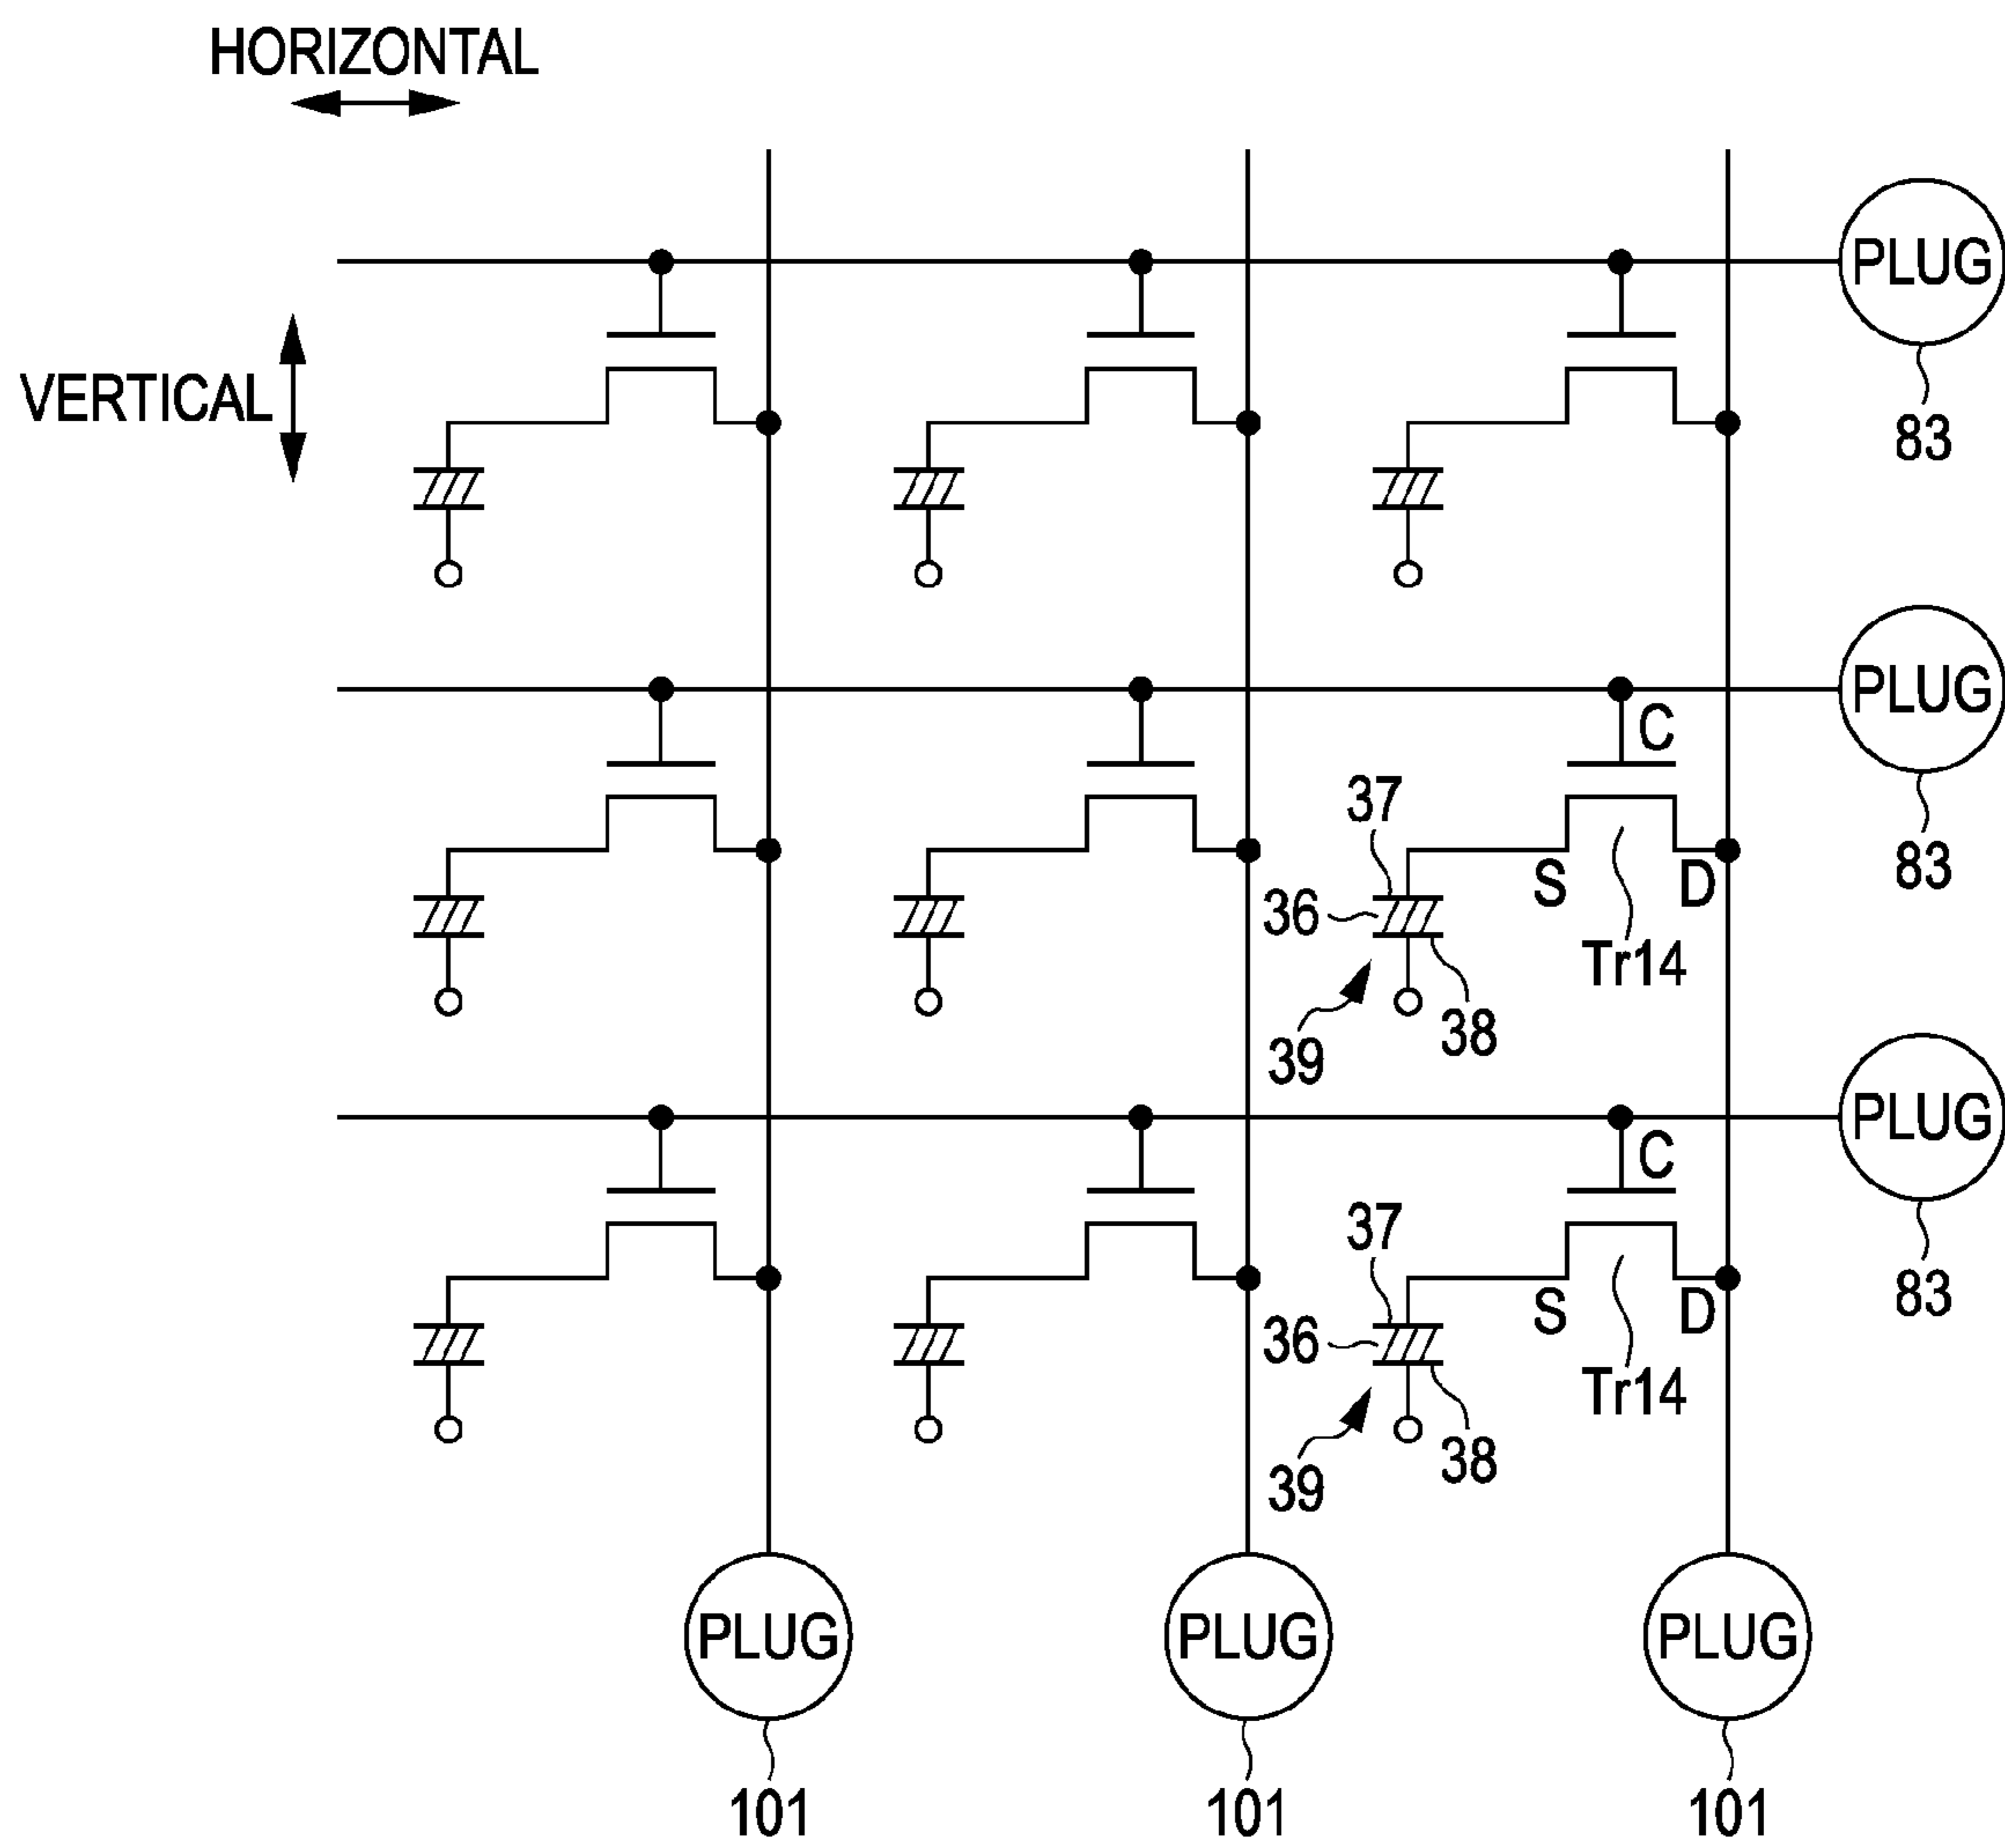 HORIZONTAL
PLUG
VERTICAL
83
PLUG
C
37
83
S
D
36
Tr14
38
39
PLUG
C
37
83
S
D
36
Tr14
38
39
PLUG
PLUG
PLUG
101
101
101